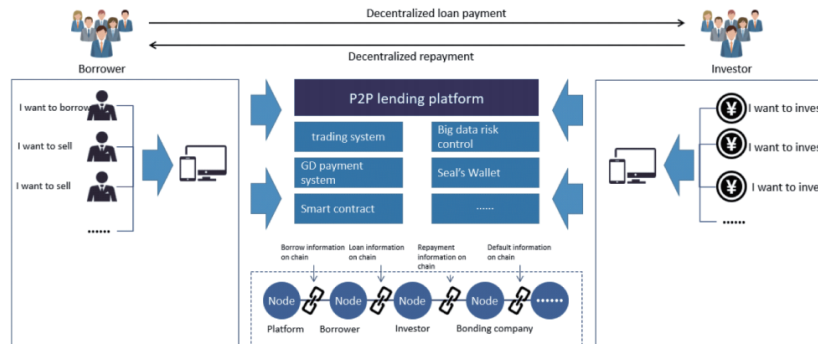 Decentralized loan payment
Decentralized repayment
Borrower
Investor
I want to borrow
I want to sell
I want to sell
......
P2P lending platform
trading system
Big data risk
control
GD payment
system
Seal's Wallet
Smart contract
......
I want to inves
I want to inves
I want to inve
......
Borrow information on
chain
Loan information
on chain
Repayment
information on
chain
Default information
on chain
Node
Node
Node
Node
......
Platform
Borrower
Investor
Bonding company